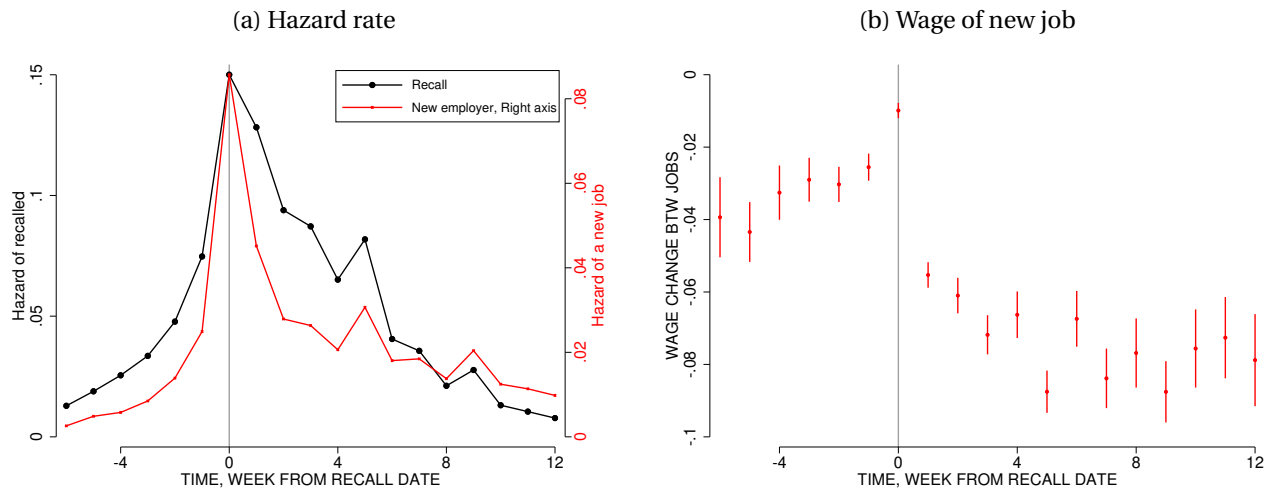 (a) Hazard rate
Hazard of recalled
0
.05
.1
.15
Recall
New employer, Right axis
Hazard of a new job
0
.02
.04
.06
.08
-4
0
4
8
12
TIME, WEEK FROM RECALL DATE
(b) Wage of new job
WAGE CHANGE BTW JOBS
-.1
-.08
-.06
-.04
-.02
0
-4
0
4
8
12
TIME, WEEK FROM RECALL DATE